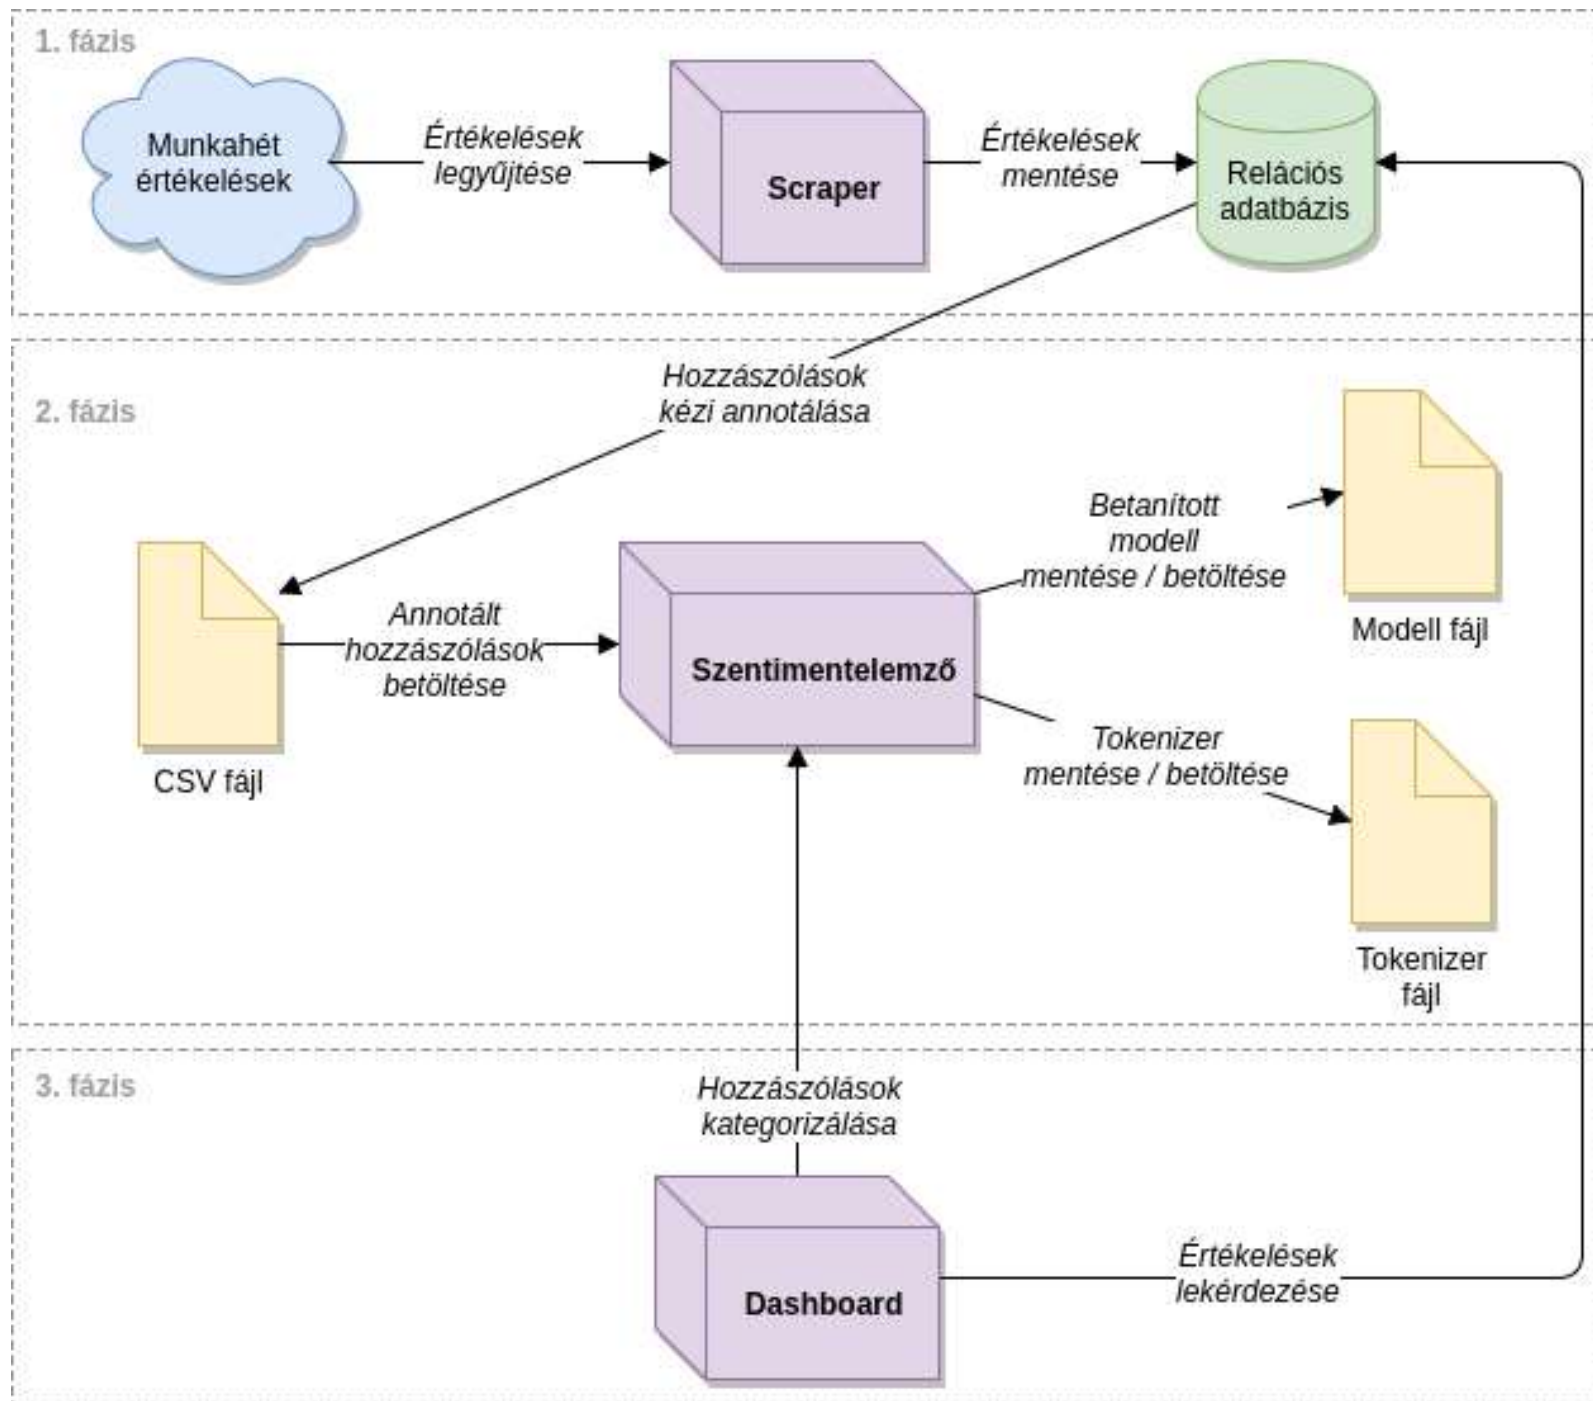 1. fázis
Munkahét
értékelések
Értékelések
legyűjtése
Scraper
Értékelések
mentése
Relációs
adatbázis
Hozzászólások
kézi annotálása
2. fázis
Betanított
modell
mentése / betöltése
Modell fájl
Annotált
hozzászólások
betöltése
Szentimentelemző
CSV fájl
Tokenizer
mentése / betöltése
Tokenizer
fájl
3. fázis
Hozzászólások
kategorizálása
Dashboard
Értékelések
lekérdezése